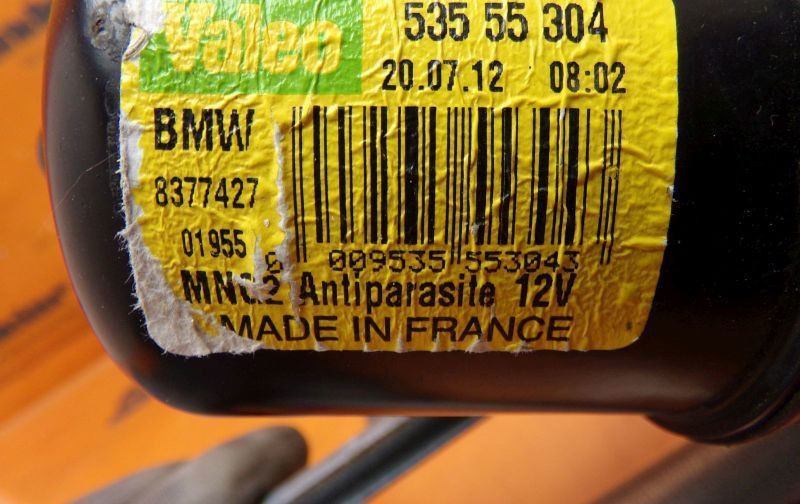 Valeo
535 55 304
20.07.12 08:02
BMW
8377427
01955
0 009535 553043
Antiparasite 12V
MADE IN FRANCE